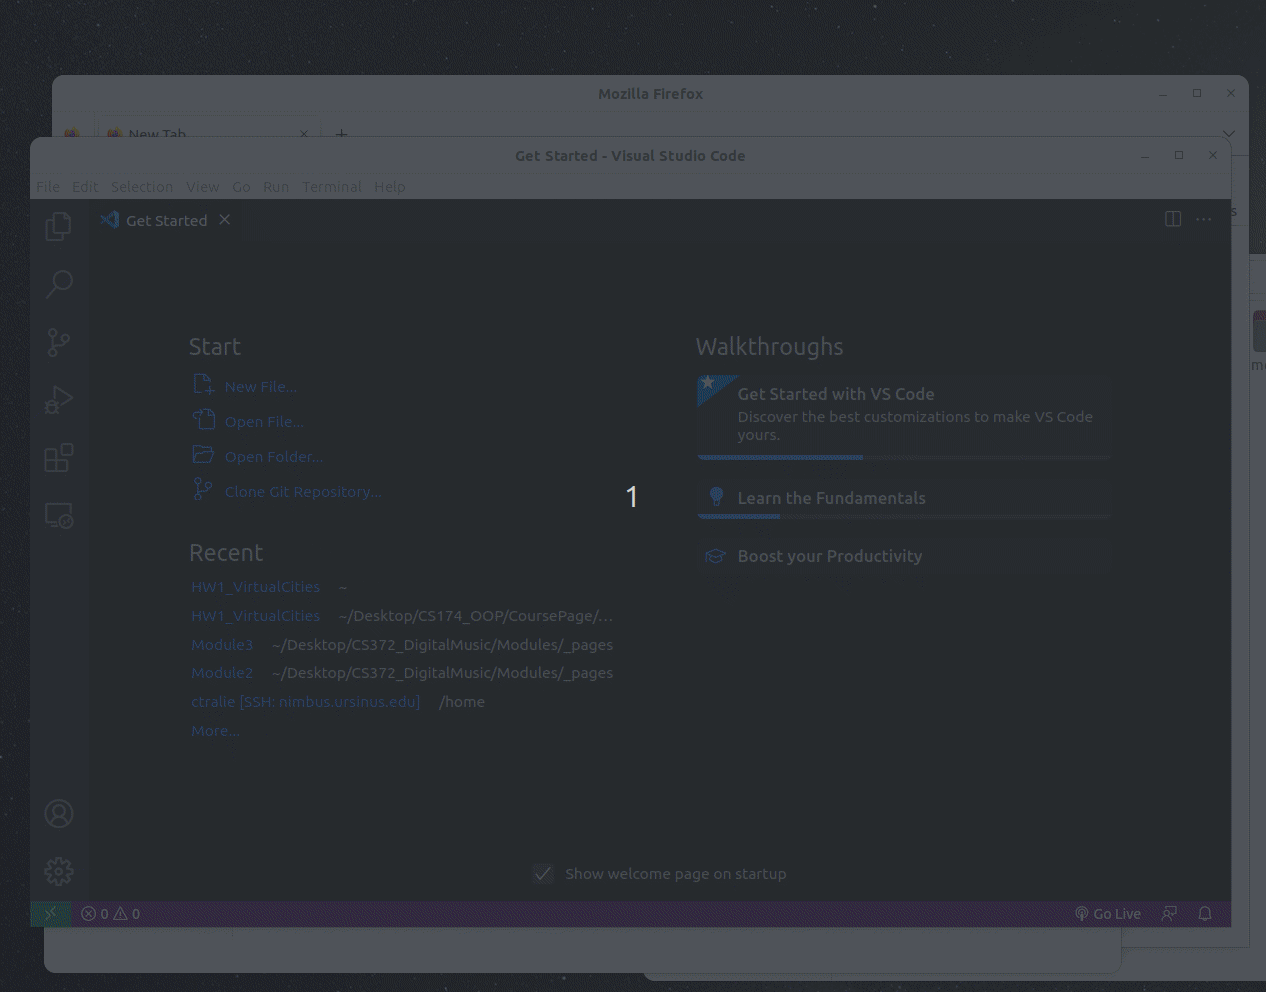 Mozilla Firefox
New Tab
Get Started - Visual Studio Code
File Edit Selection View Go Run Terminal Help
Get Started
s
Start
New File...
Open File...
Open Folder...
Clone Git Repository...
Recent
HW1_VirtualCities ~
HW1_VirtualCities ~/Desktop/CS174_OOP/CoursePage/...
Module3 ~/Desktop/CS372_DigitalMusic/Modules/_pages
Module2 ~/Desktop/CS372_DigitalMusic/Modules/_pages
ctralie [SSH: nimbus.ursinus.edu] /home
More...
Walkthroughs
Get Started with VS Code
Discover the best customizations to make VS Code
yours.
Learn the Fundamentals
Boost your Productivity
1
Show welcome page on startup
0 0
Go Live